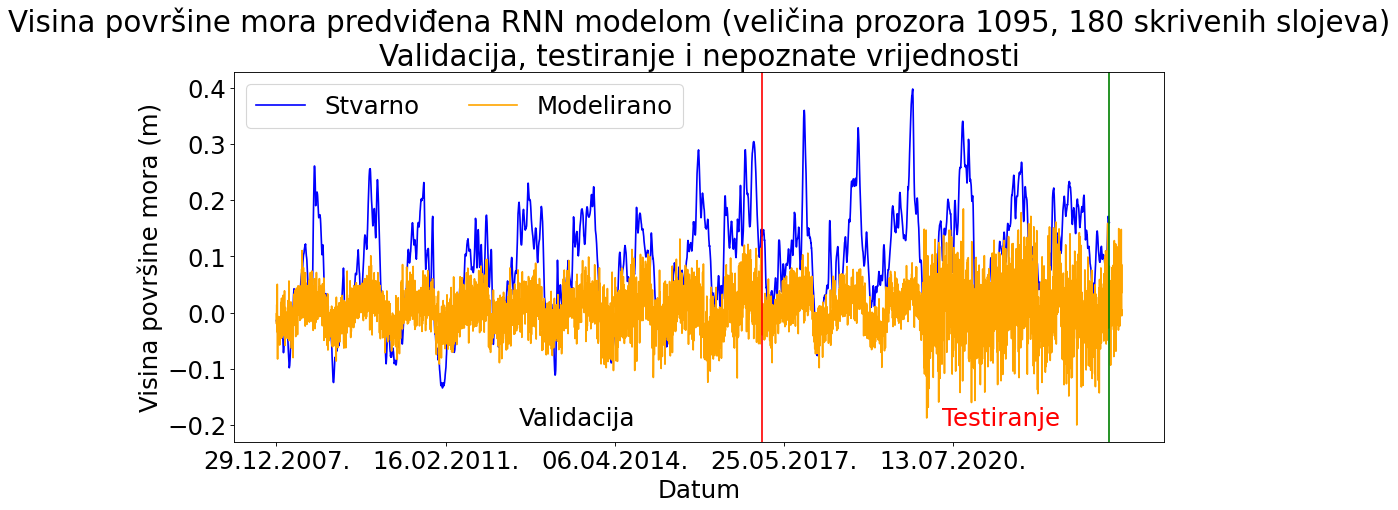 Visina površine mora predviđena RNN modelom (veličina prozora 1095, 180 skrivenih slojeva)
Validacija, testiranje i nepoznate vrijednosti
Stvarno Modelirano
Visina površine mora (m)
0.4
0.3
0.2
0.1
0.0
−0.1
−0.2
Validacija Testiranje
29.12.2007. 16.02.2011. 06.04.2014. 25.05.2017. 13.07.2020.
Datum